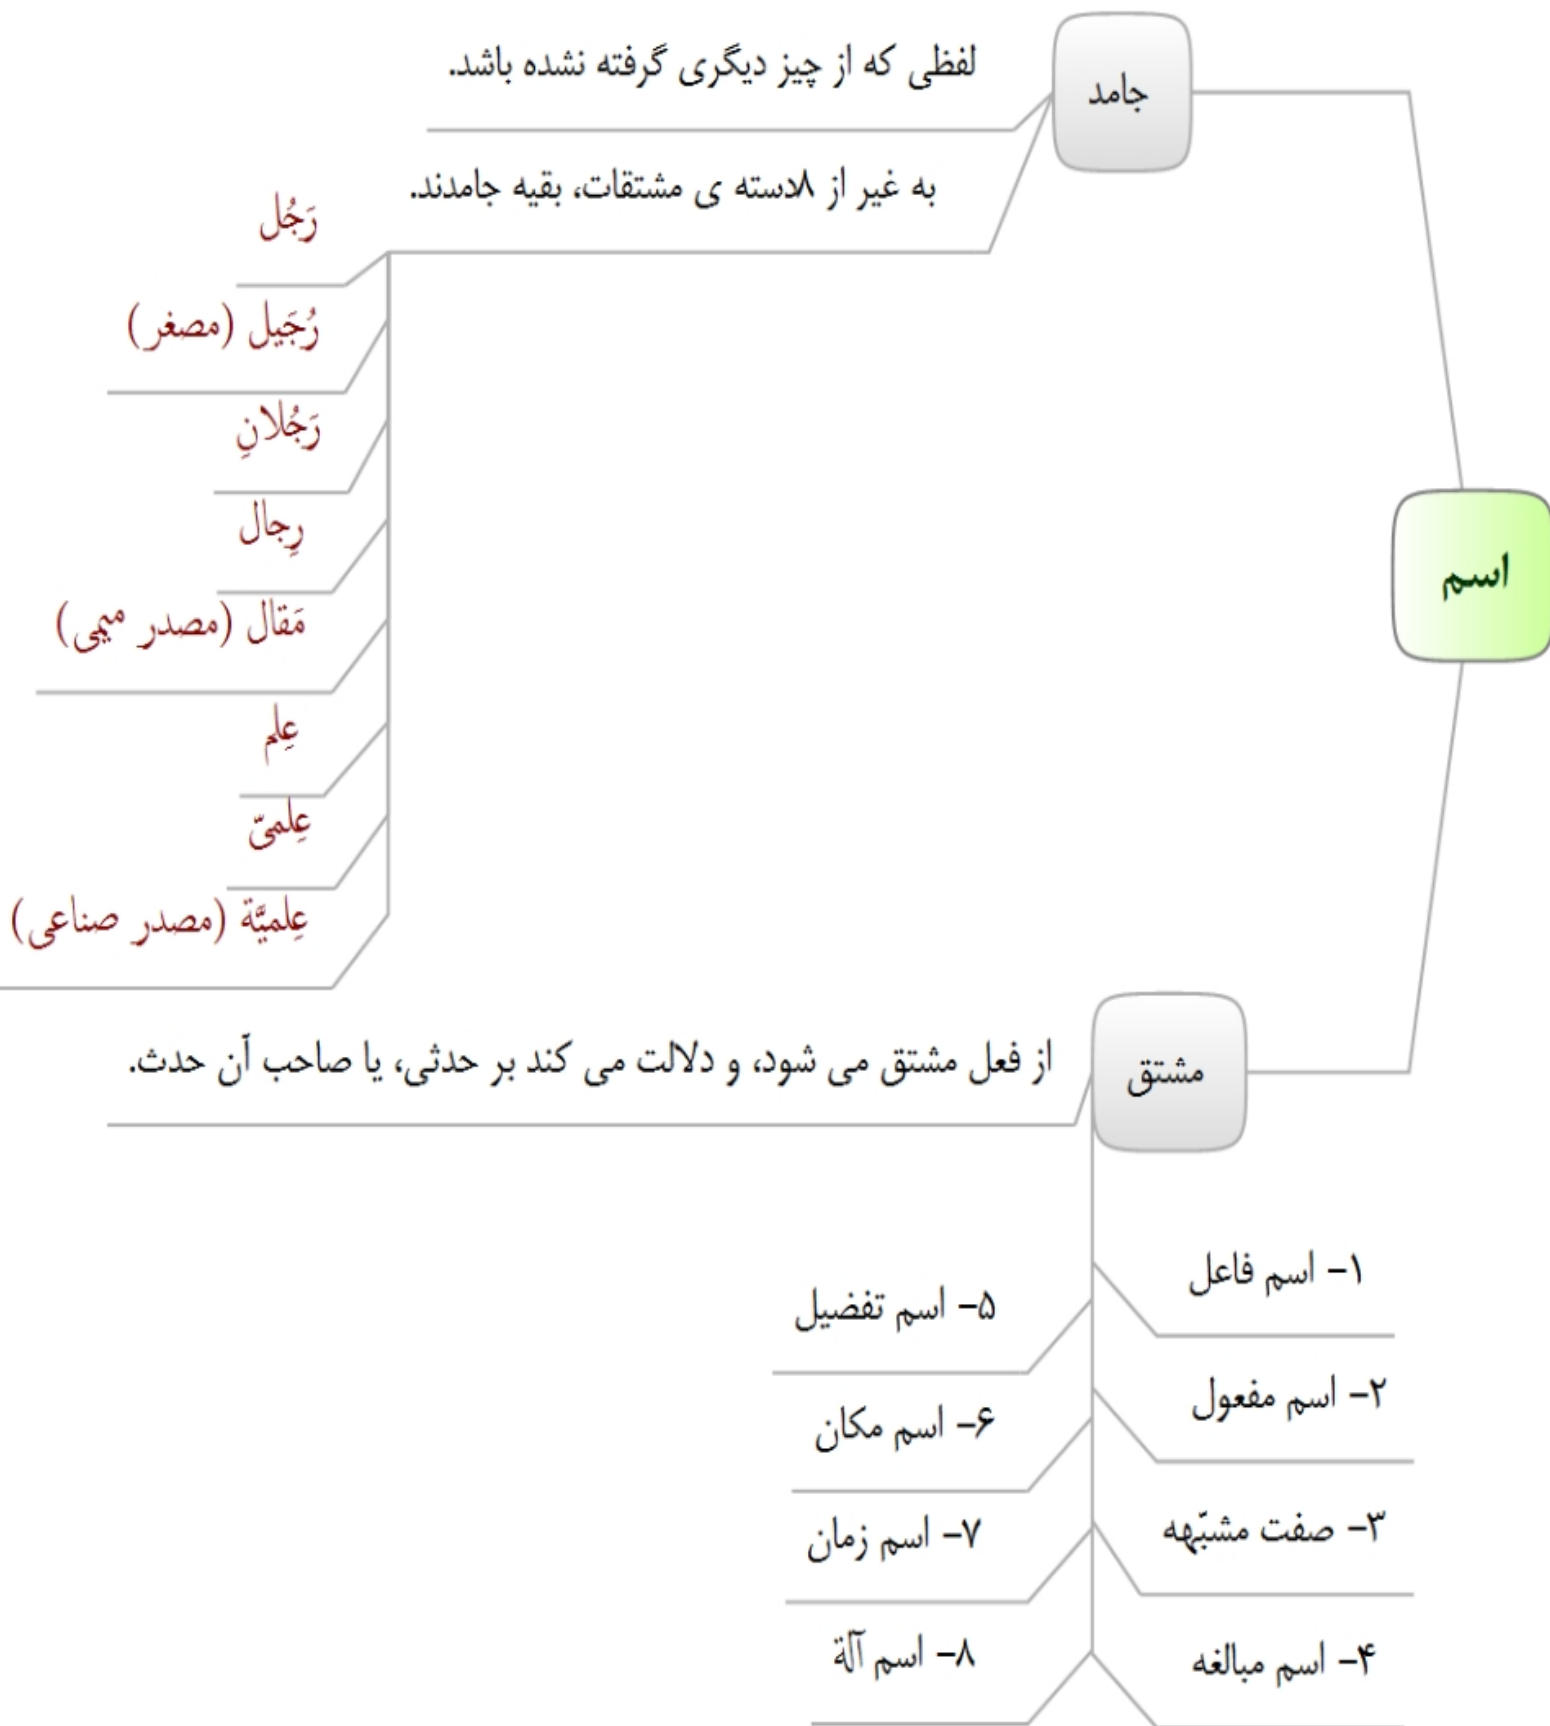 اسم
جامد
لفظی که از چیز دیگری گرفته نشده باشد.
به غیر از ۸دسته ی مشتقات، بقیه جامدند.
رَجُل
رُجَیل (مصغر)
رَجُلانِ
رِجال
مَقال (مصدر میمی)
عِلم
عِلمیّ
عِلمیَّة (مصدر صناعی)
مشتق
از فعل مشتق می شود، و دلالت می کند بر حدثی، یا صاحب آن حدث.
۱- اسم فاعل
۲- اسم مفعول
۳- صفت مشبّهه
۴- اسم مبالغه
۵- اسم تفضیل
۶- اسم مکان
۷- اسم زمان
۸- اسم آلة